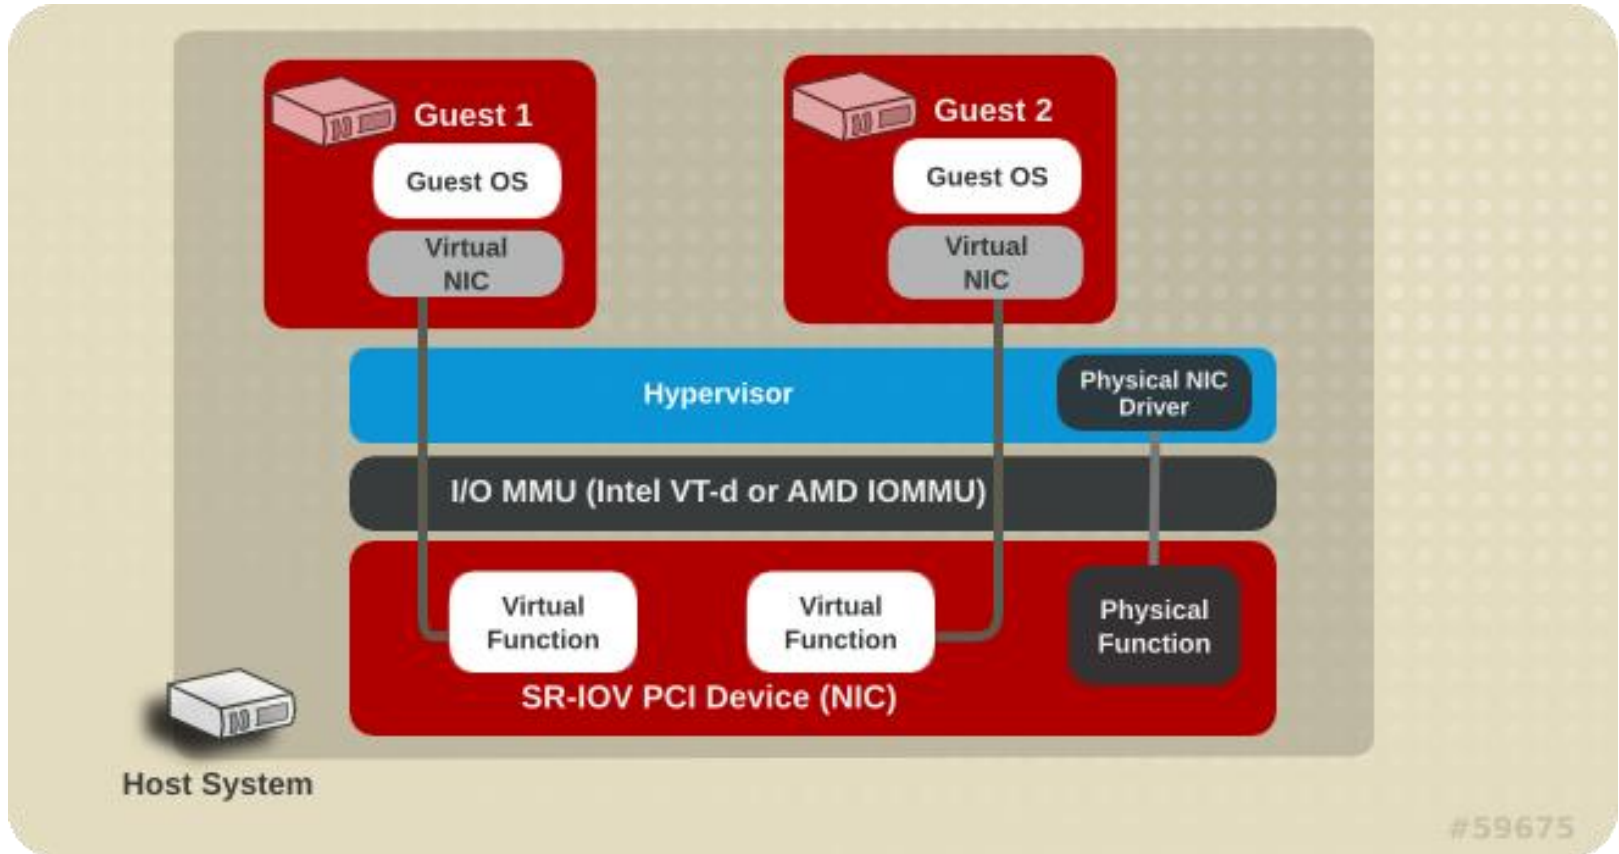 Guest 1
Guest OS
Virtual
NIC
Guest 2
Guest OS
Virtual
NIC
Hypervisor
Physical NIC
Driver
I/O MMU (Intel VT-d or AMD IOMMU)
Virtual
Function
Virtual
Function
Physical
Function
SR-IOV PCI Device (NIC)
Host System
#59675